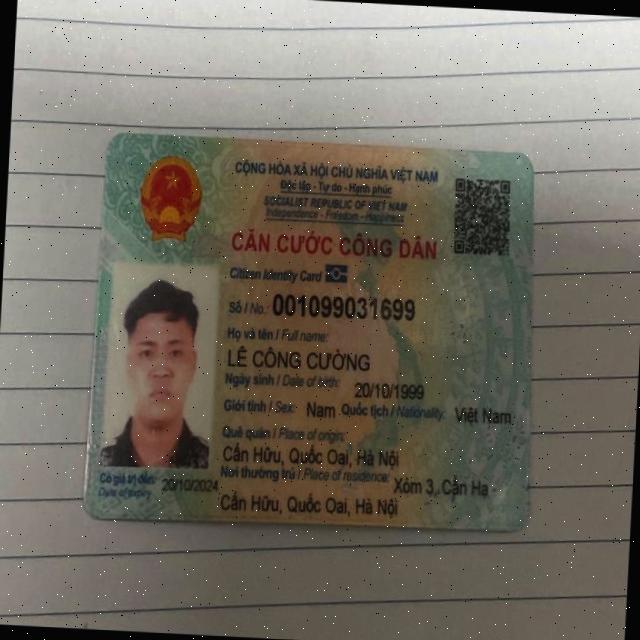 CỘNG HÒA XÃ HỘI CHỦ NGHĨA VIỆT NAM
Độc lập - Tự do - Hạnh phúc
SOCIALIST REPUBLIC OF VIET NAM
Independence - Freedom - Happiness
CĂN CƯỚC CÔNG DÂN
Citizen Identity Card
Số / No.: 001099031699
Họ và tên / Full name:
LÊ CÔNG CƯỜNG
Ngày sinh / Date of birth: 20/10/1999
Giới tính / Sex: Nam Quốc tịch / Nationality: Việt Nam
Quê quán / Place of origin:
Cấn Hữu, Quốc Oai, Hà Nội
Nơi thường trú / Place of residence: Xóm 3, Cấn Hạ
Cấn Hữu, Quốc Oai, Hà Nội
Có giá trị đến: 20/10/2024
Date of expiry